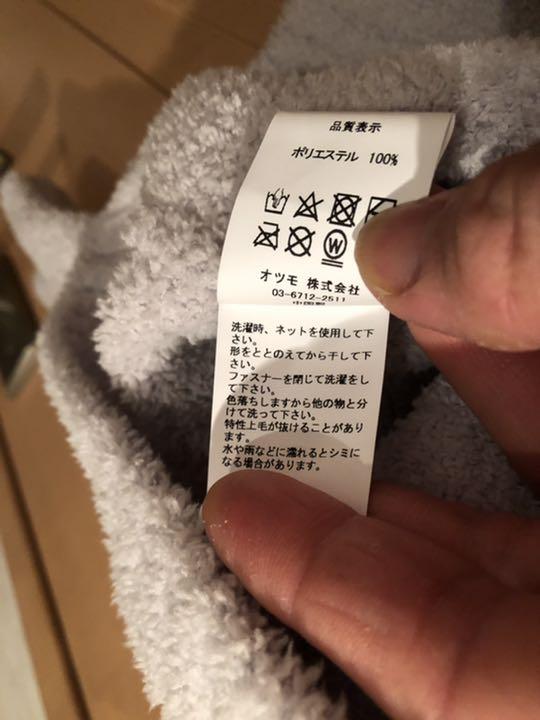 品質表示
ポリエステル 100%
W
オツモ 株式会社
03-6712-2511
中国製
洗濯時、ネットを使用して下
さい。
形をととのえてから干して下
さい。
ファスナーを閉じて洗濯をし
て下さい。
色落ちしますから他の物と分
けて洗って下さい。
特性上毛が抜けることがあり
ます。
水や雨などに濡れるとシミに
なる場合があります。